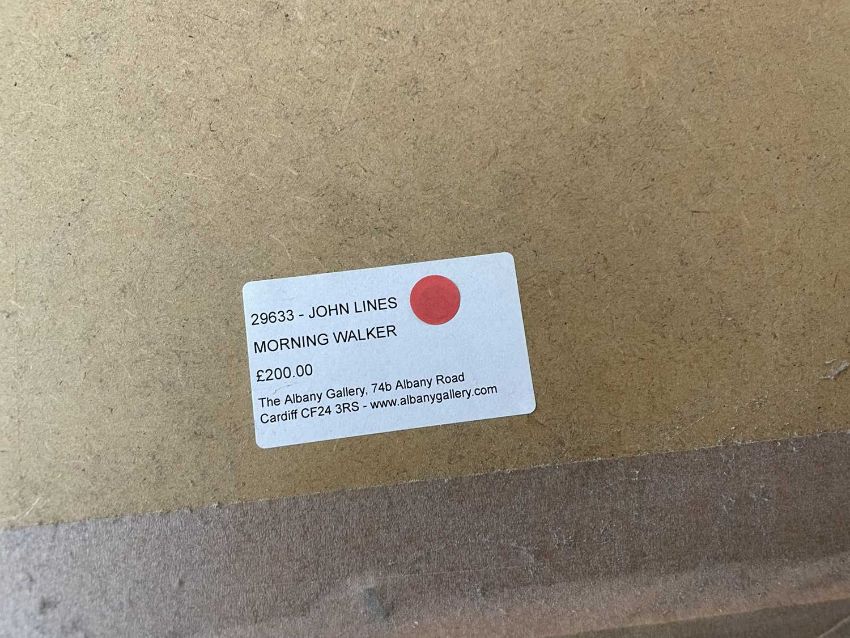 29633 - JOHN LINES
MORNING WALKER
£200.00
The Albany Gallery, 74b Albany Road
Cardiff CF24 3RS - www.albanygallery.com